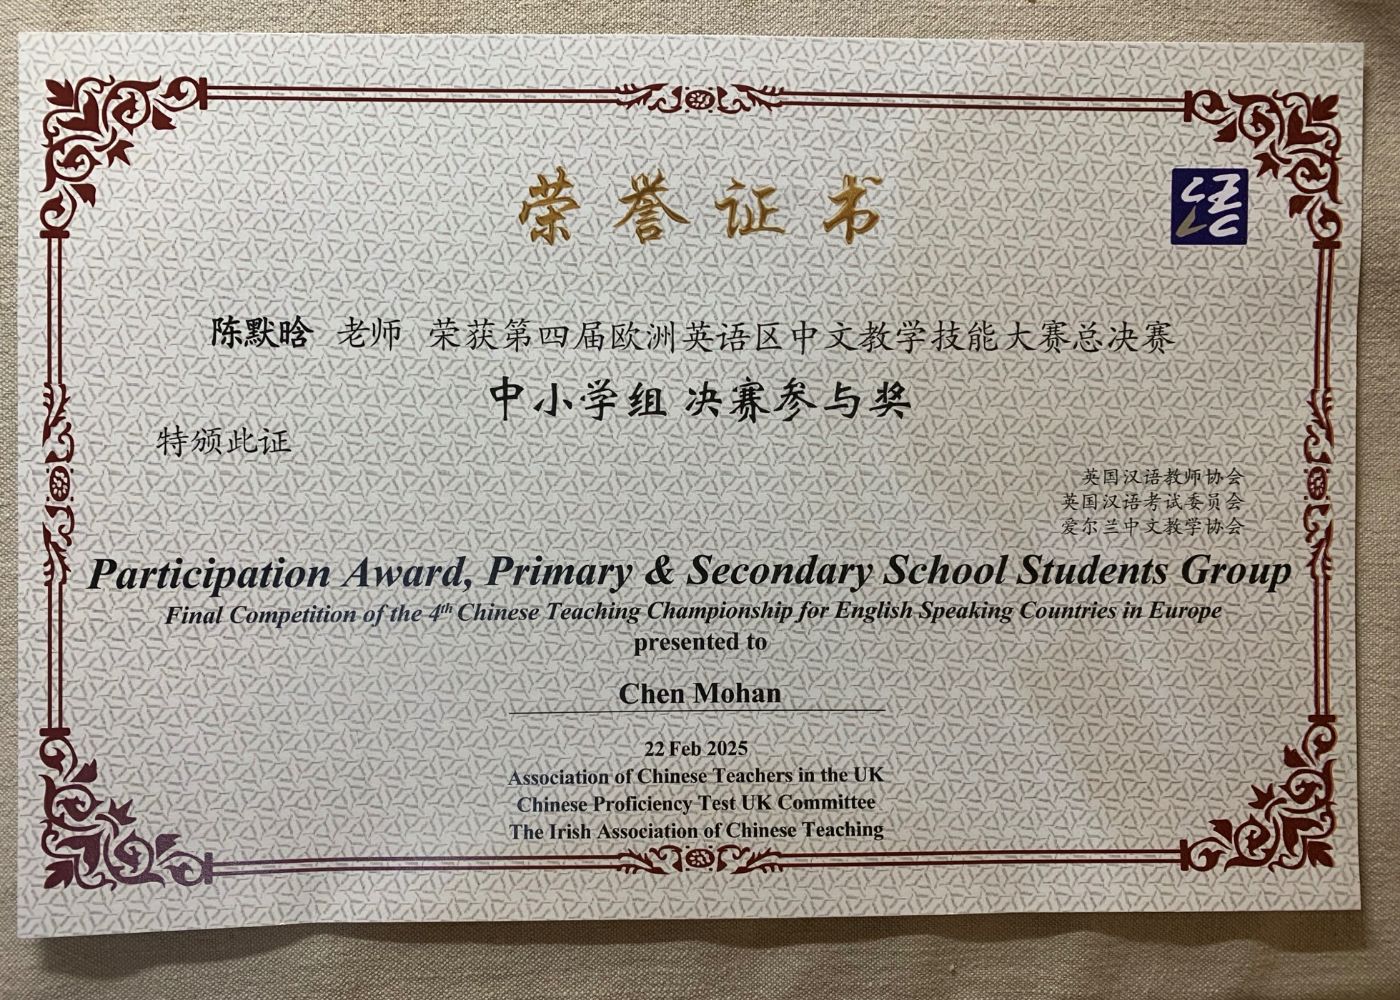 荣誉证书
陈默晗 老师 荣获第四届欧洲英语区中文教学技能大赛总决赛
中小学组 决赛参与奖
特颁此证
英国汉语教师协会
英国汉语考试委员会
爱尔兰中文教学协会
Participation Award, Primary & Secondary School Students Group
Final Competition of the 4th Chinese Teaching Championship for English Speaking Countries in Europe
presented to
Chen Mohan
22 Feb 2025
Association of Chinese Teachers in the UK
Chinese Proficiency Test UK Committee
The Irish Association of Chinese Teaching